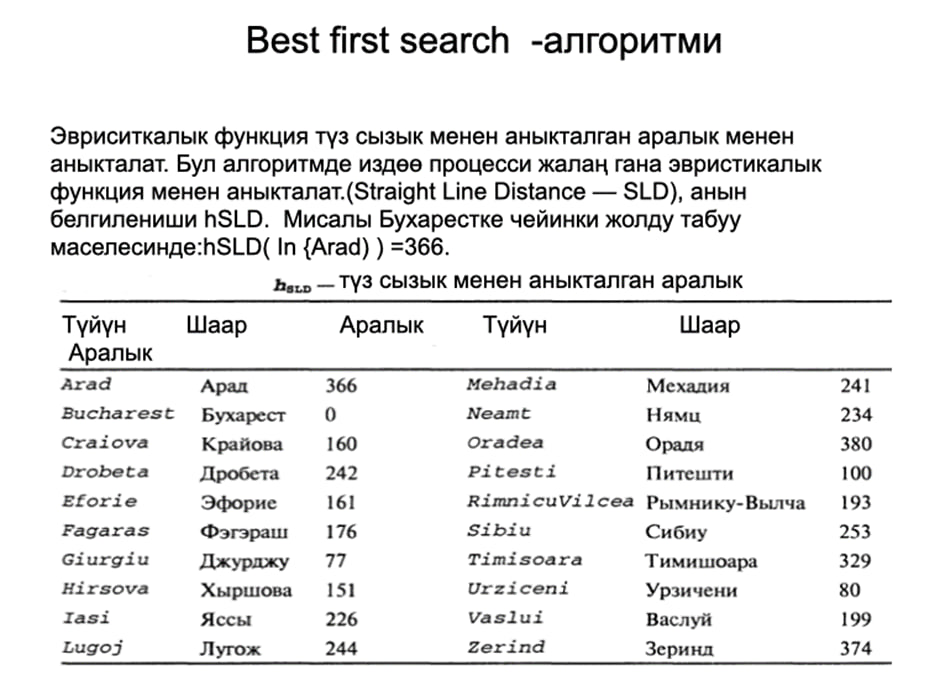 Best first search -алгоритми
Эвриситкалык функция түз сызык менен аныкталган аралык менен
аныкталат. Бул алгоритмде издөө процесси жалаң гана эвристикалык
функция менен аныкталат.(Straight Line Distance — SLD), анын
белгилениши hSLD. Мисалы Бухарестке чейинки жолду табуу
маселесинде:hSLD( In {Arad) ) =366.
hSLD — түз сызык менен аныкталган аралык
Түйүн Шаар Аралык Түйүн Шаар
Аралык
Arad Арад 366 Mehadia Мехадия 241
Bucharest Бухарест 0 Neamt Нямц 234
Craiova Крайова 160 Oradea Орадя 380
Drobeta Дробета 242 Pitesti Питешти 100
Eforie Эфорие 161 RimnicuVilcea Рымнику-Вылча 193
Fagaras Фэгэраш 176 Sibiu Сибиу 253
Giurgiu Джурджу 77 Timisoara Тимишоара 329
Hirsova Хыршова 151 Urziceni Урзичени 80
Iasi Яссы 226 Vaslui Васлуй 199
Lugoj Лугож 244 Zerind Зеринд 374